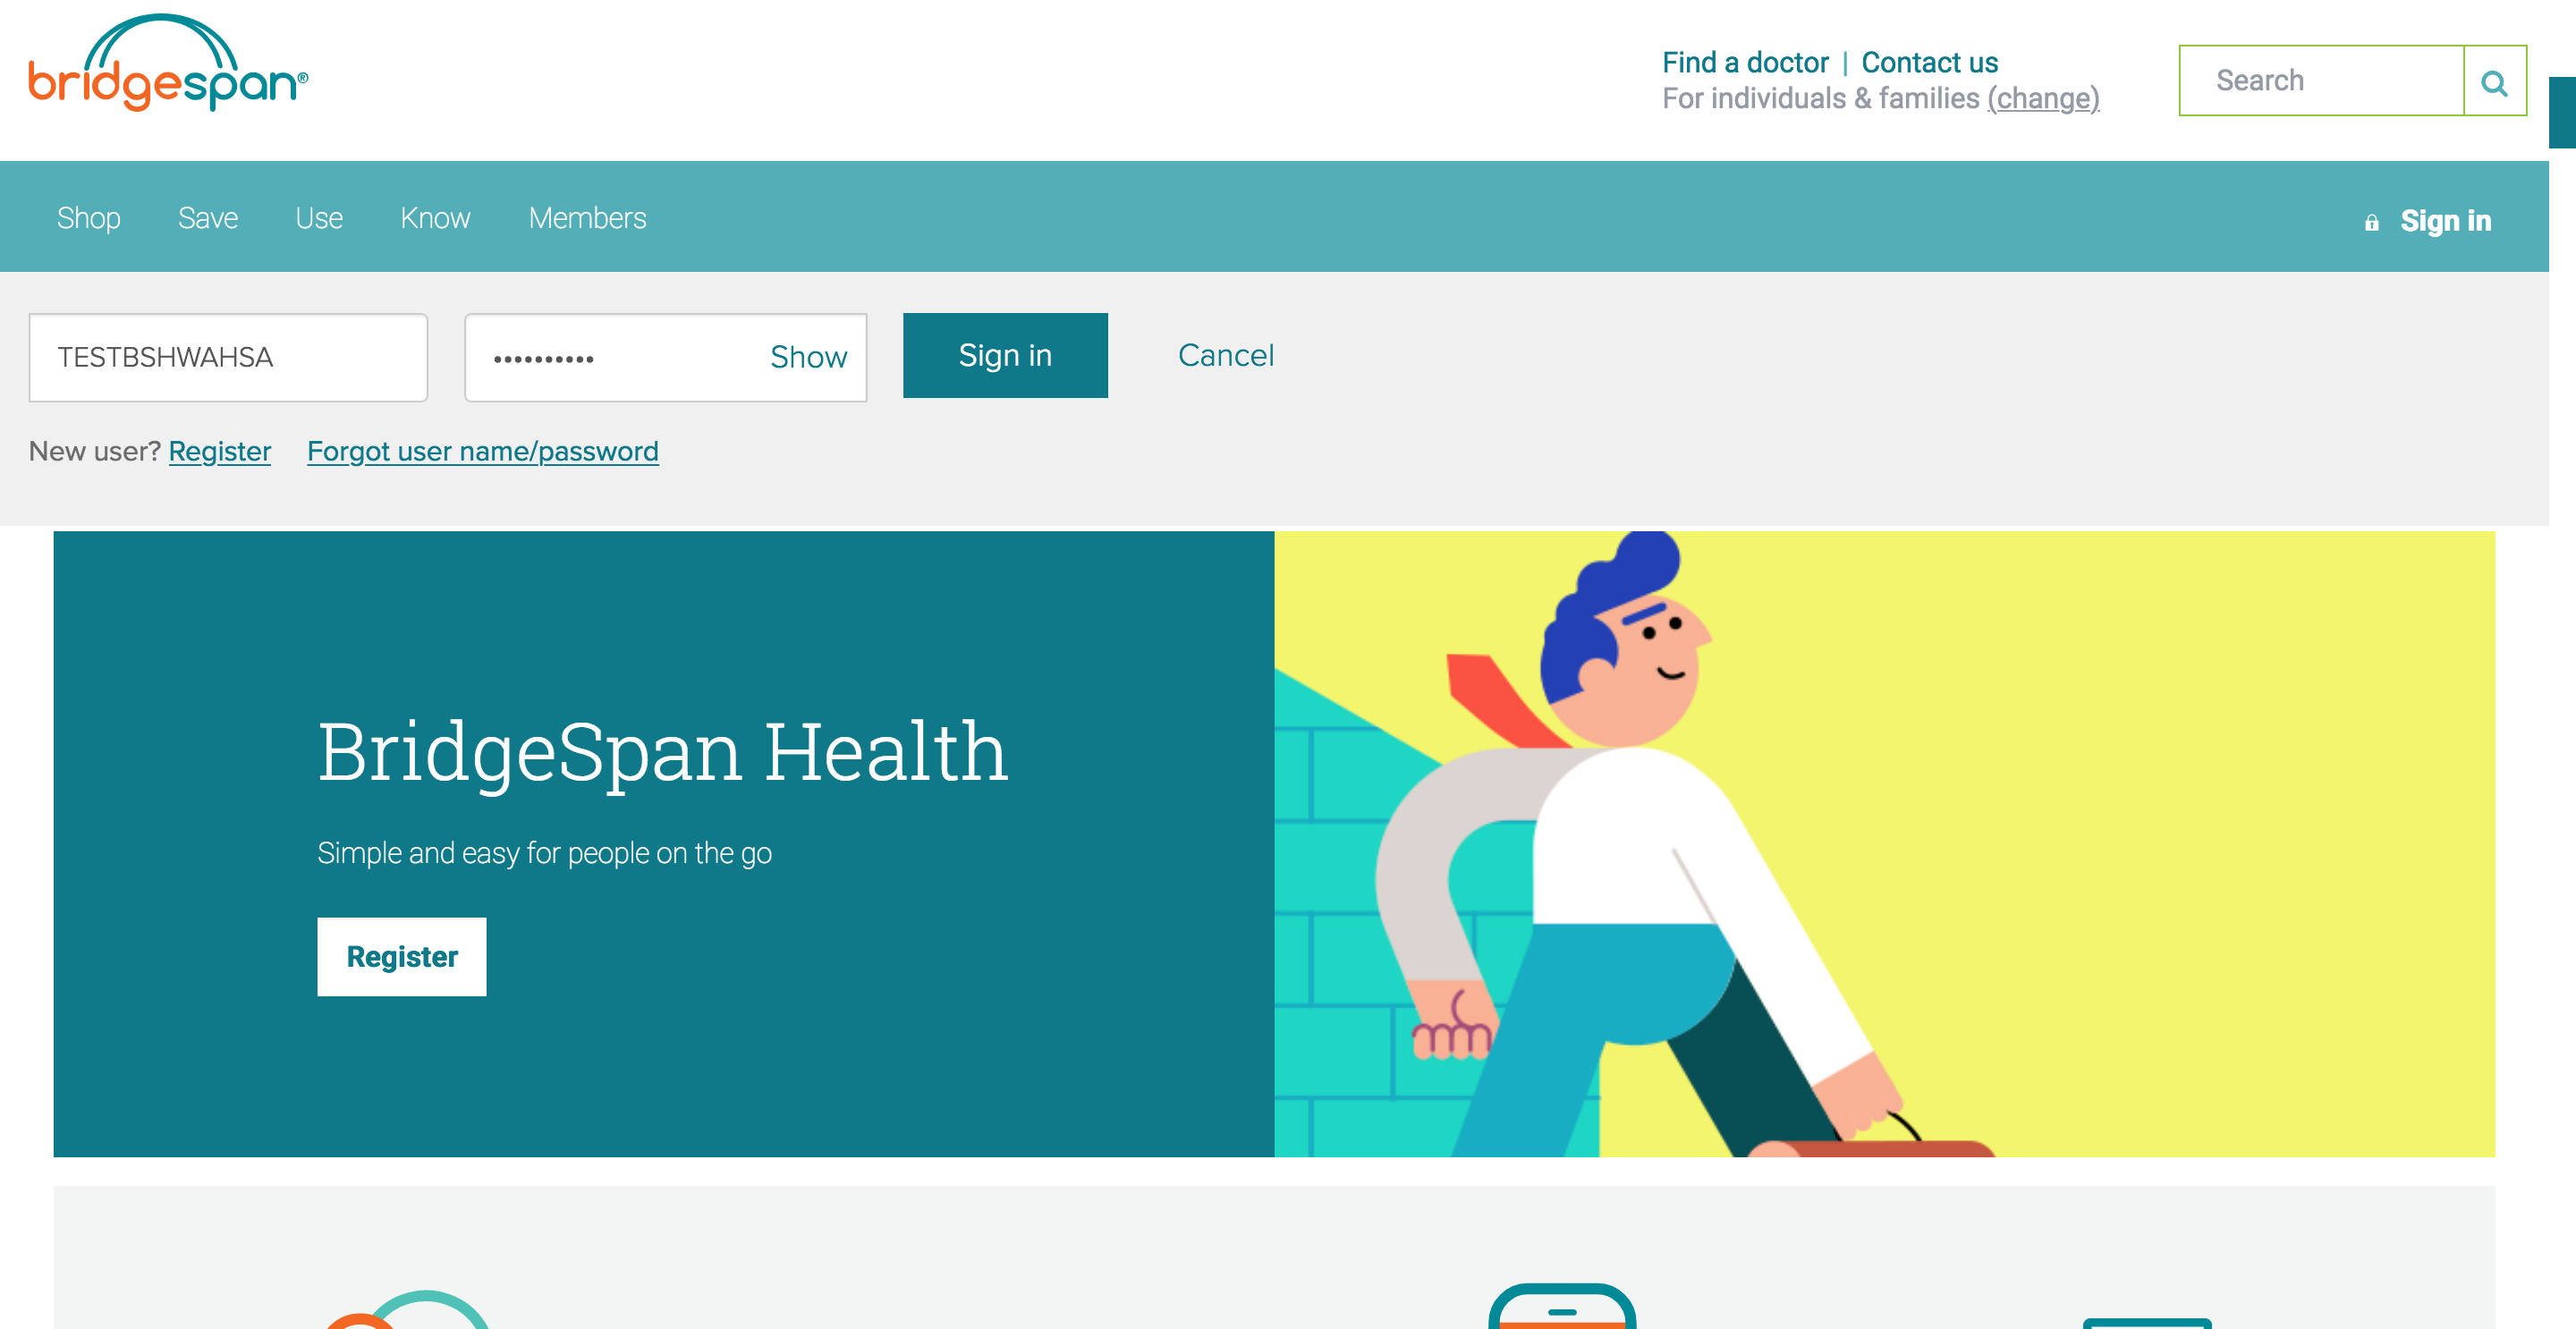 bridgespan®
Find a doctor | Contact us
For individuals & families (change)
Search
Shop Save Use Know Members
Sign in
TESTBSHWAHSA
•••••••••• Show
Sign in
Cancel
New user? Register Forgot user name/password
BridgeSpan Health
Simple and easy for people on the go
Register